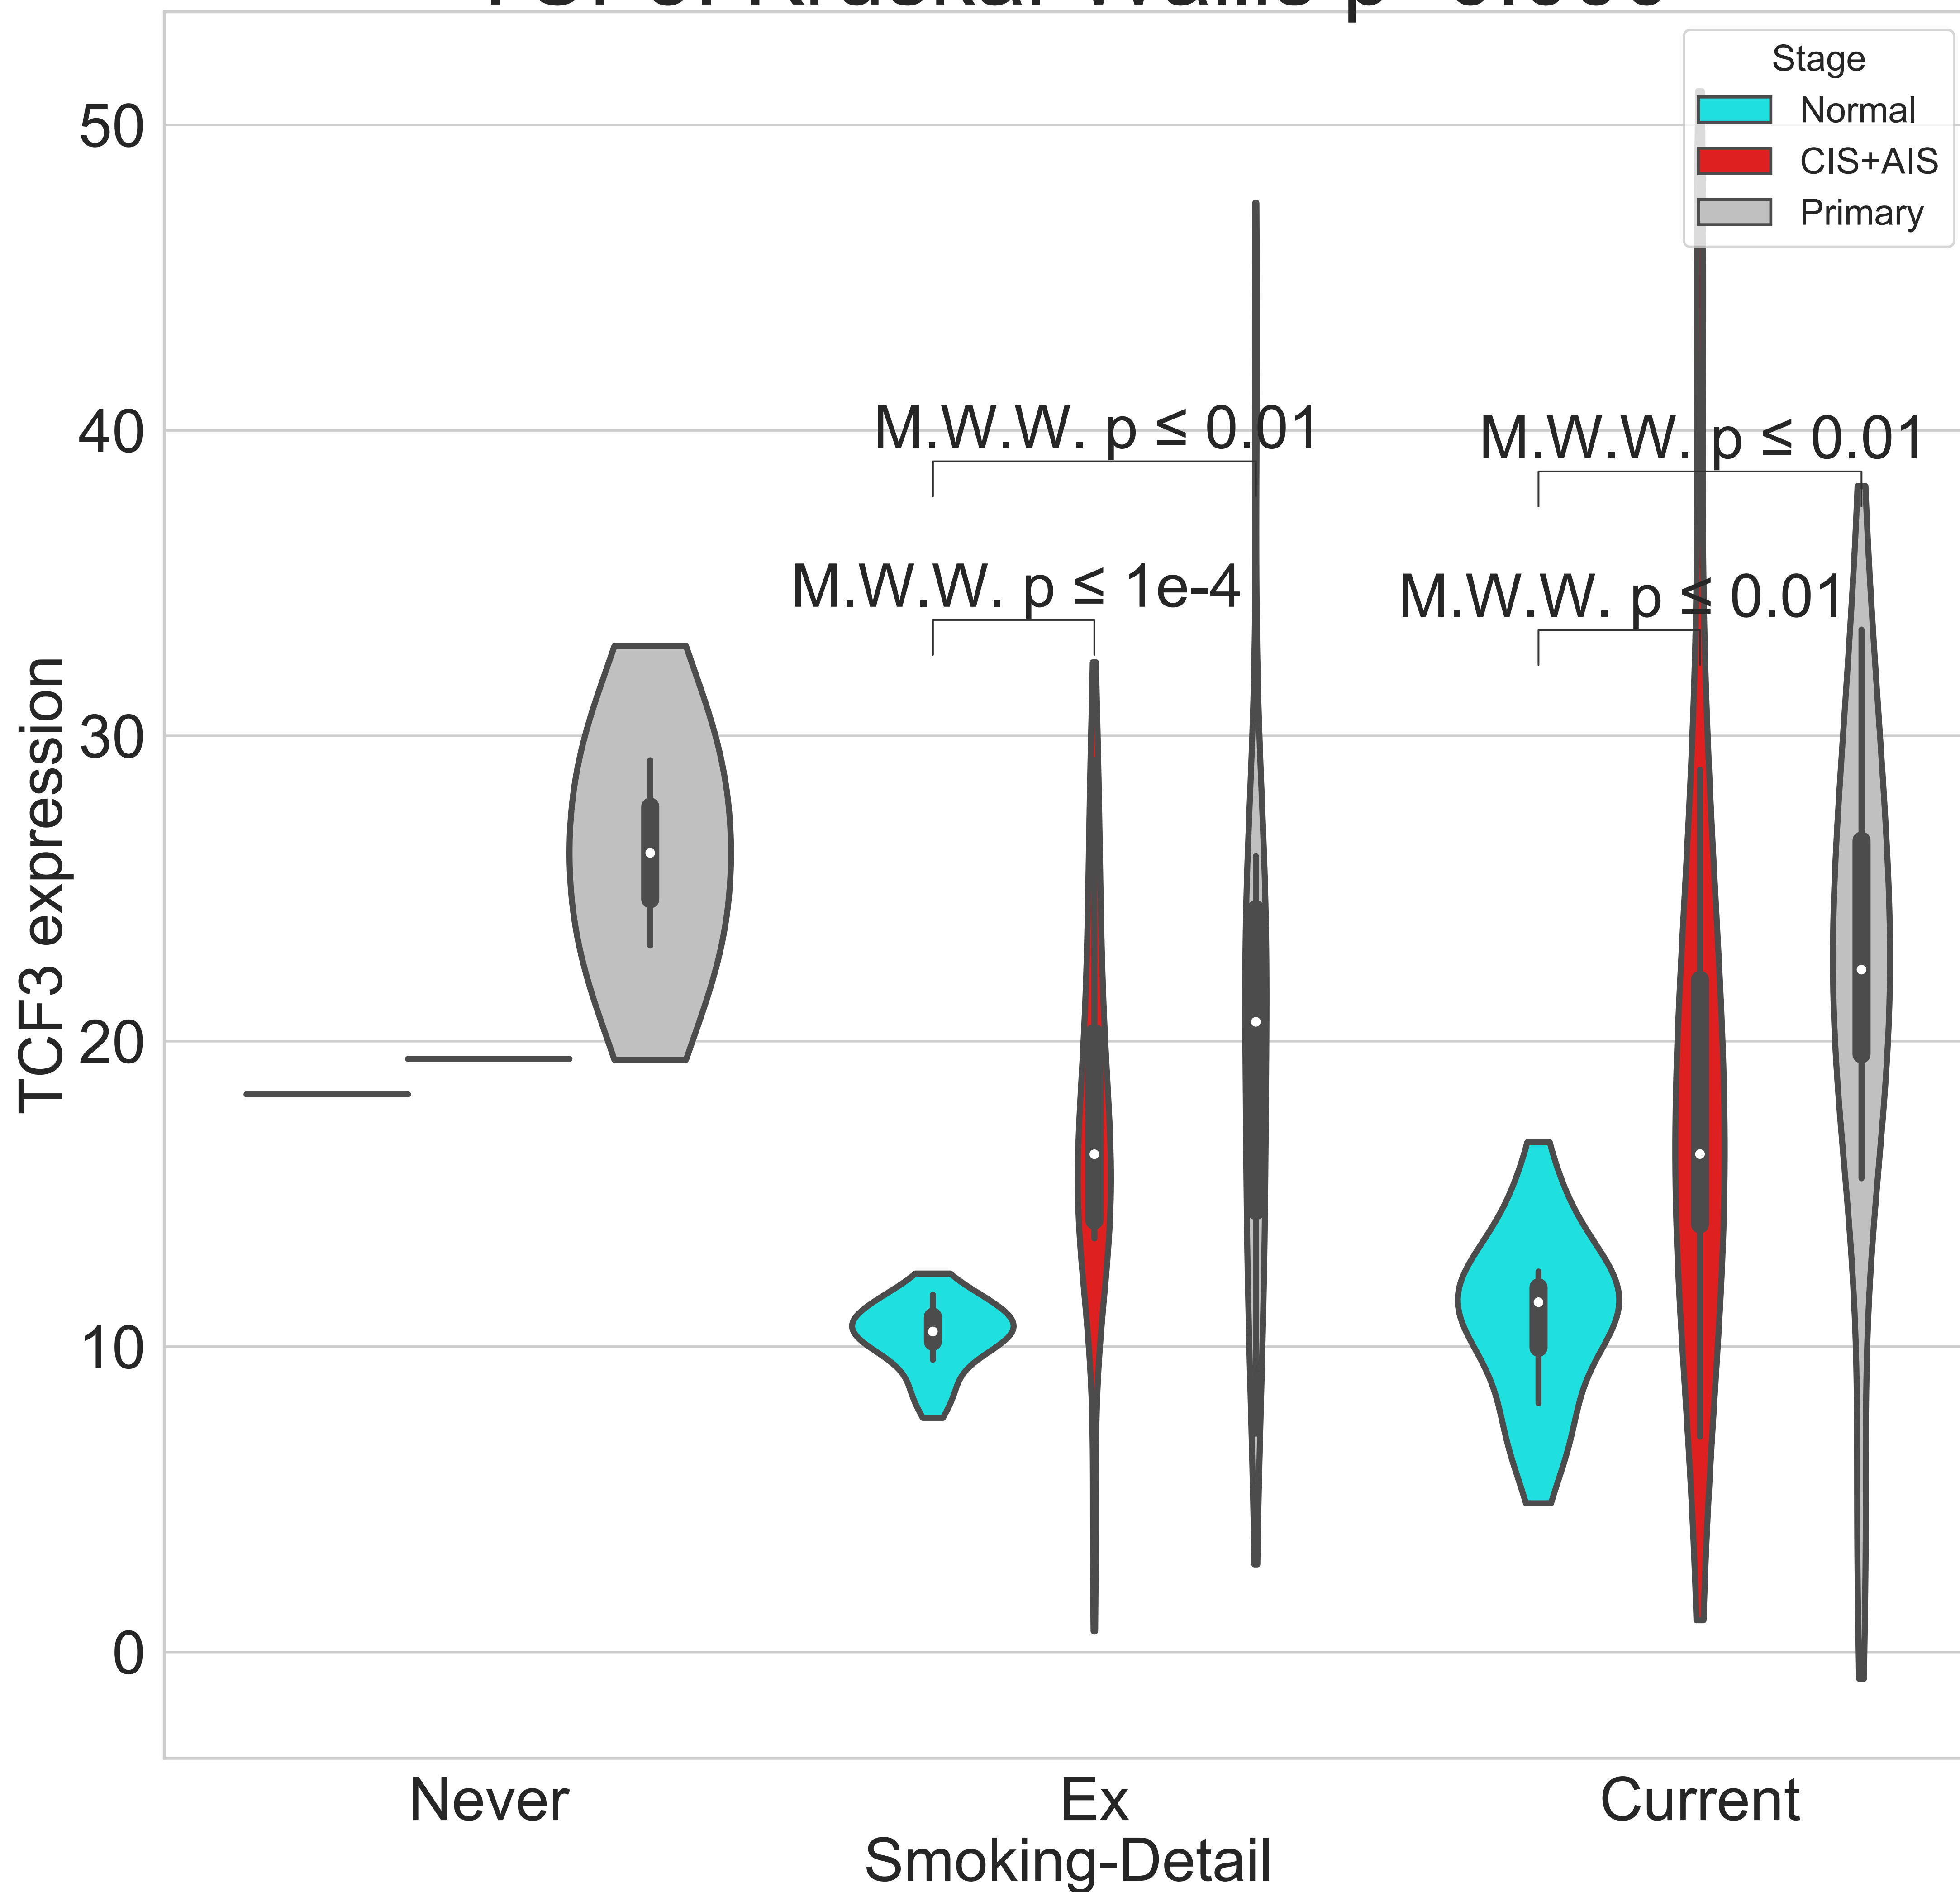 Stage
Normal
CIS+AIS
Primary
50
40
30
20
10
0
TCF3 expression
M.W.W. p ≤ 0.01
M.W.W. p ≤ 0.01
M.W.W. p ≤ 1e-4
M.W.W. p ≤ 0.01
Never
Ex
Current
Smoking-Detail